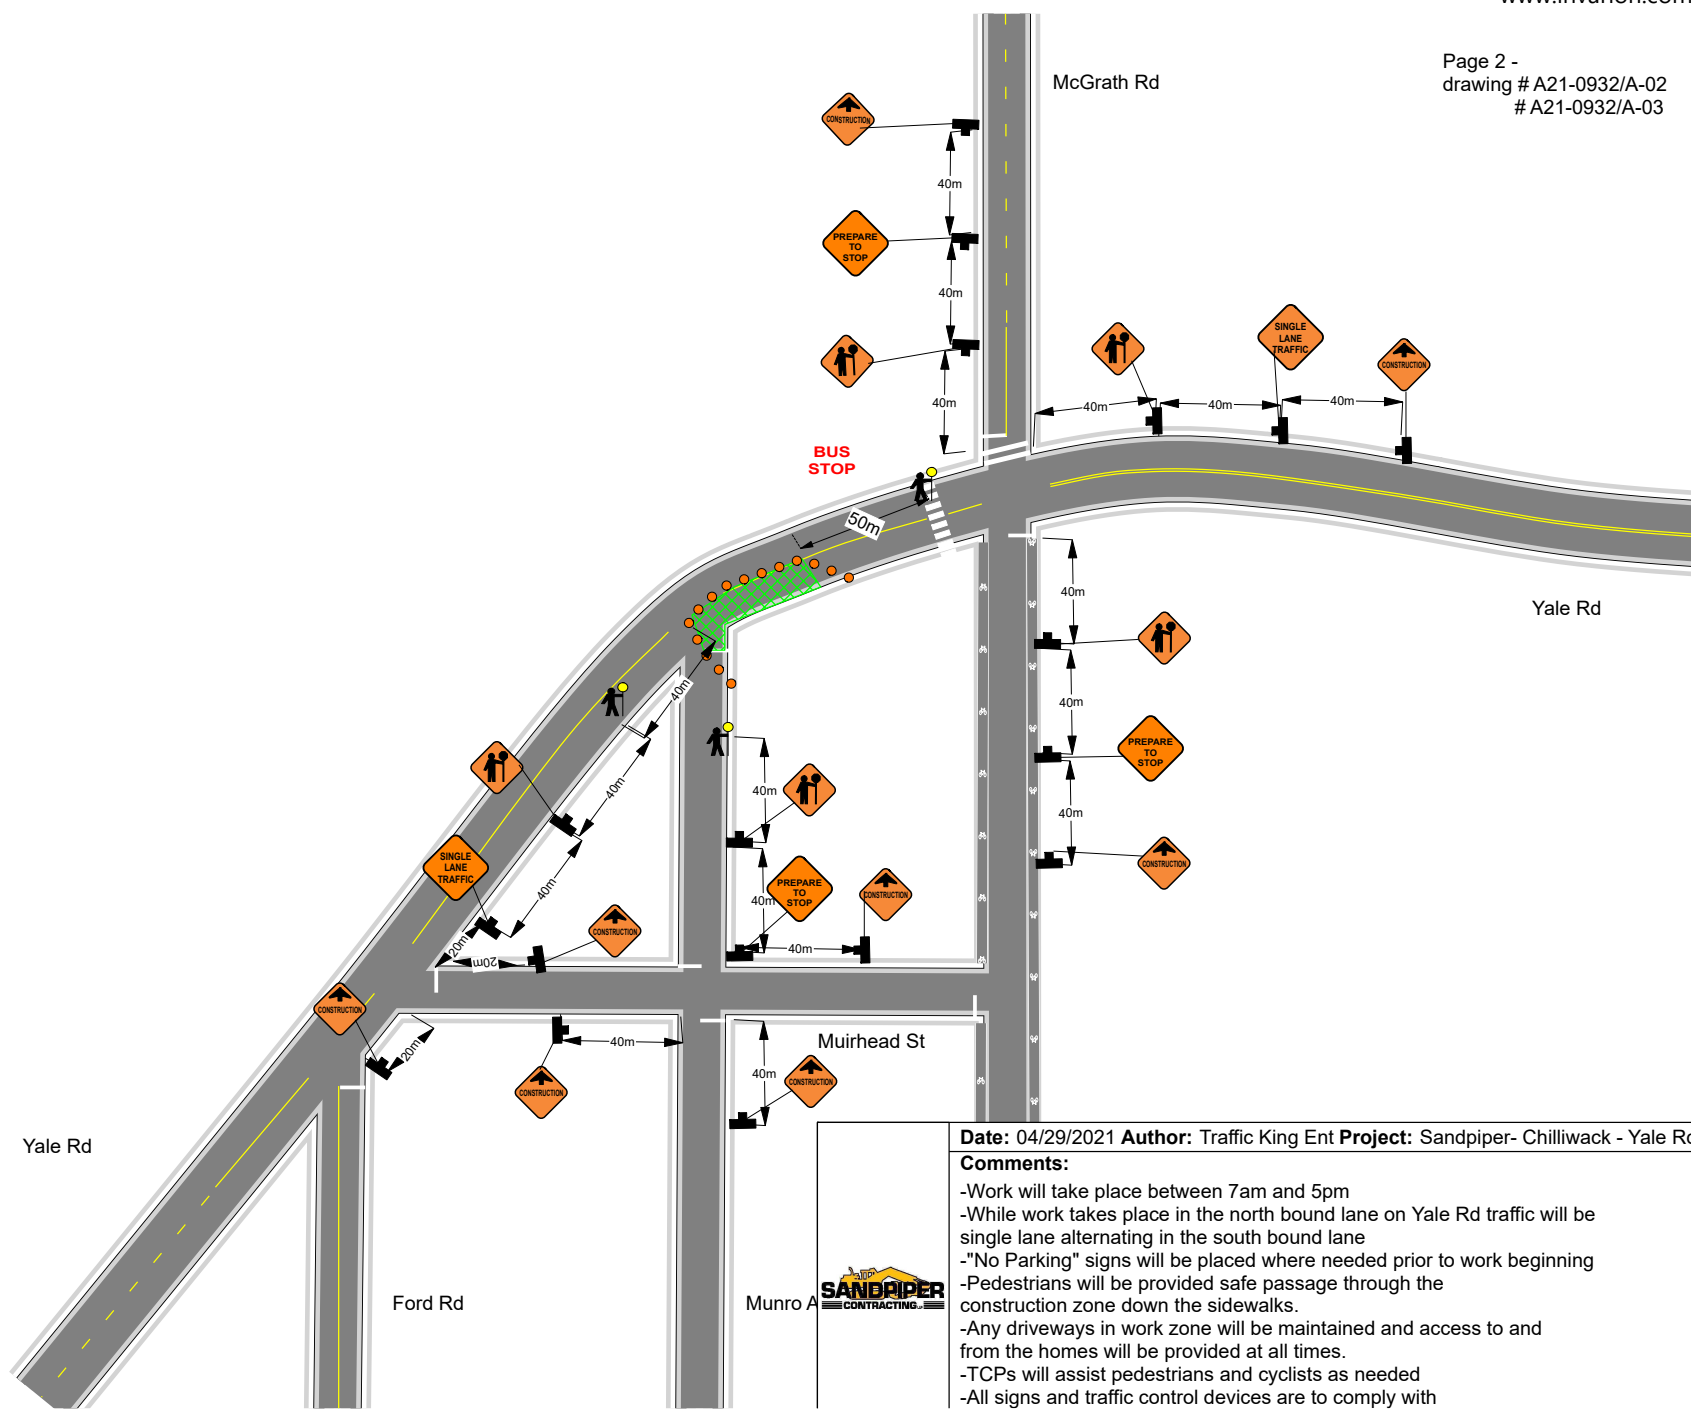 www.invarion.com
Page 2 -
drawing # A21-0932/A-02
# A21-0932/A-03
McGrath Rd
CONSTRUCTION
40m
PREPARE
TO
STOP
40m
40m
SINGLE
LANE
TRAFFIC
CONSTRUCTION
40m
40m
40m
BUS
STOP
50m
Yale Rd
40m
40m
PREPARE
TO
STOP
40m
CONSTRUCTION
40m
40m
40m
SINGLE
LANE
TRAFFIC
20m
20m
CONSTRUCTION
40m
PREPARE
TO
STOP
40m
CONSTRUCTION
40m
CONSTRUCTION
20m
CONSTRUCTION
40m
Muirhead St
40m
CONSTRUCTION
Yale Rd
Ford Rd
Munro A
SANDPIPER
CONTRACTING
Date: 04/29/2021 Author: Traffic King Ent Project: Sandpiper- Chilliwack - Yale Rd
Comments:
-Work will take place between 7am and 5pm
-While work takes place in the north bound lane on Yale Rd traffic will be
single lane alternating in the south bound lane
-"No Parking" signs will be placed where needed prior to work beginning
-Pedestrians will be provided safe passage through the
construction zone down the sidewalks.
-Any driveways in work zone will be maintained and access to and
from the homes will be provided at all times.
-TCPs will assist pedestrians and cyclists as needed
-All signs and traffic control devices are to comply with